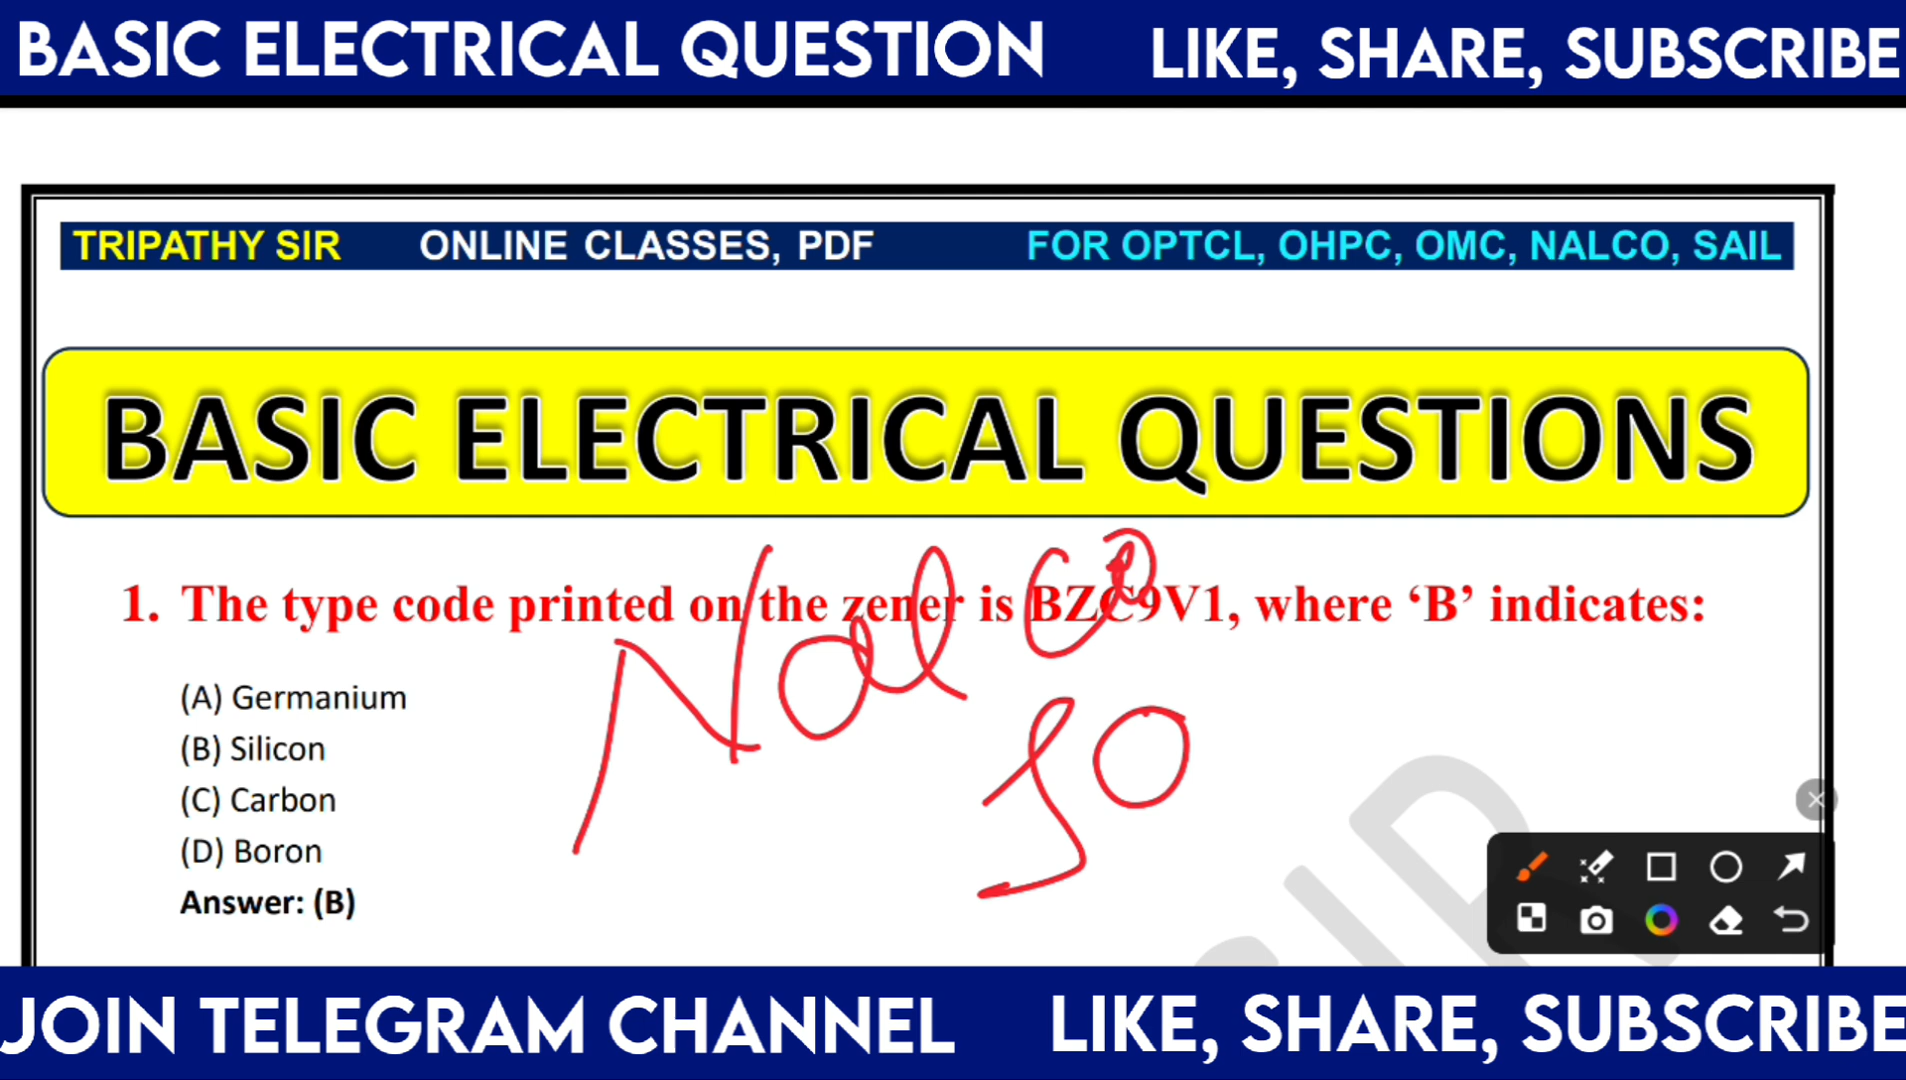 BASIC ELECTRICAL QUESTION LIKE, SHARE, SUBSCRIBE
TRIPATHY SIR ONLINE CLASSES, PDF FOR OPTCL, OHPC, OMC, NALCO, SAIL
BASIC ELECTRICAL QUESTIONS
1. The type code printed on the zener is BZC9V1, where ‘B’ indicates:
Nalco
(A) Germanium
(B) Silicon
(C) Carbon
(D) Boron
Answer: (B)
SIR
JOIN TELEGRAM CHANNEL LIKE, SHARE, SUBSCRIBE